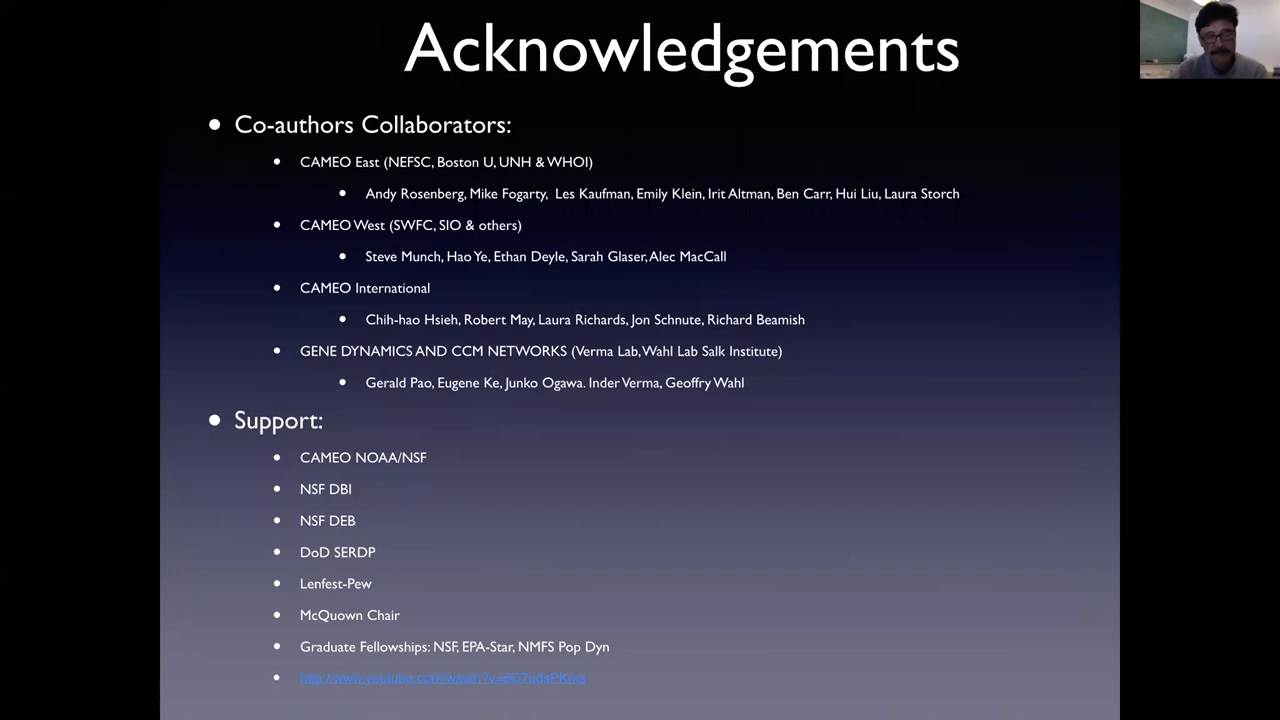 Acknowledgements
• Co-authors Collaborators:
• CAMEO East (NEFSC, Boston U, UNH & WHOI)
• Andy Rosenberg, Mike Fogarty, Les Kaufman, Emily Klein, Irit Altman, Ben Carr, Hui Liu, Laura Storch
• CAMEO West (SWFC, SIO & others)
• Steve Munch, Hao Ye, Ethan Deyle, Sarah Glaser, Alec MacCall
• CAMEO International
• Chih-hao Hsieh, Robert May, Laura Richards, Jon Schnute, Richard Beamish
• GENE DYNAMICS AND CCM NETWORKS (Verma Lab, Wahl Lab Salk Institute)
• Gerald Pao, Eugene Ke, Junko Ogawa. Inder Verma, Geoffry Wahl
• Support:
• CAMEO NOAA/NSF
• NSF DBI
• NSF DEB
• DoD SERDP
• Lenfest-Pew
• McQuown Chair
• Graduate Fellowships: NSF, EPA-Star, NMFS Pop Dyn